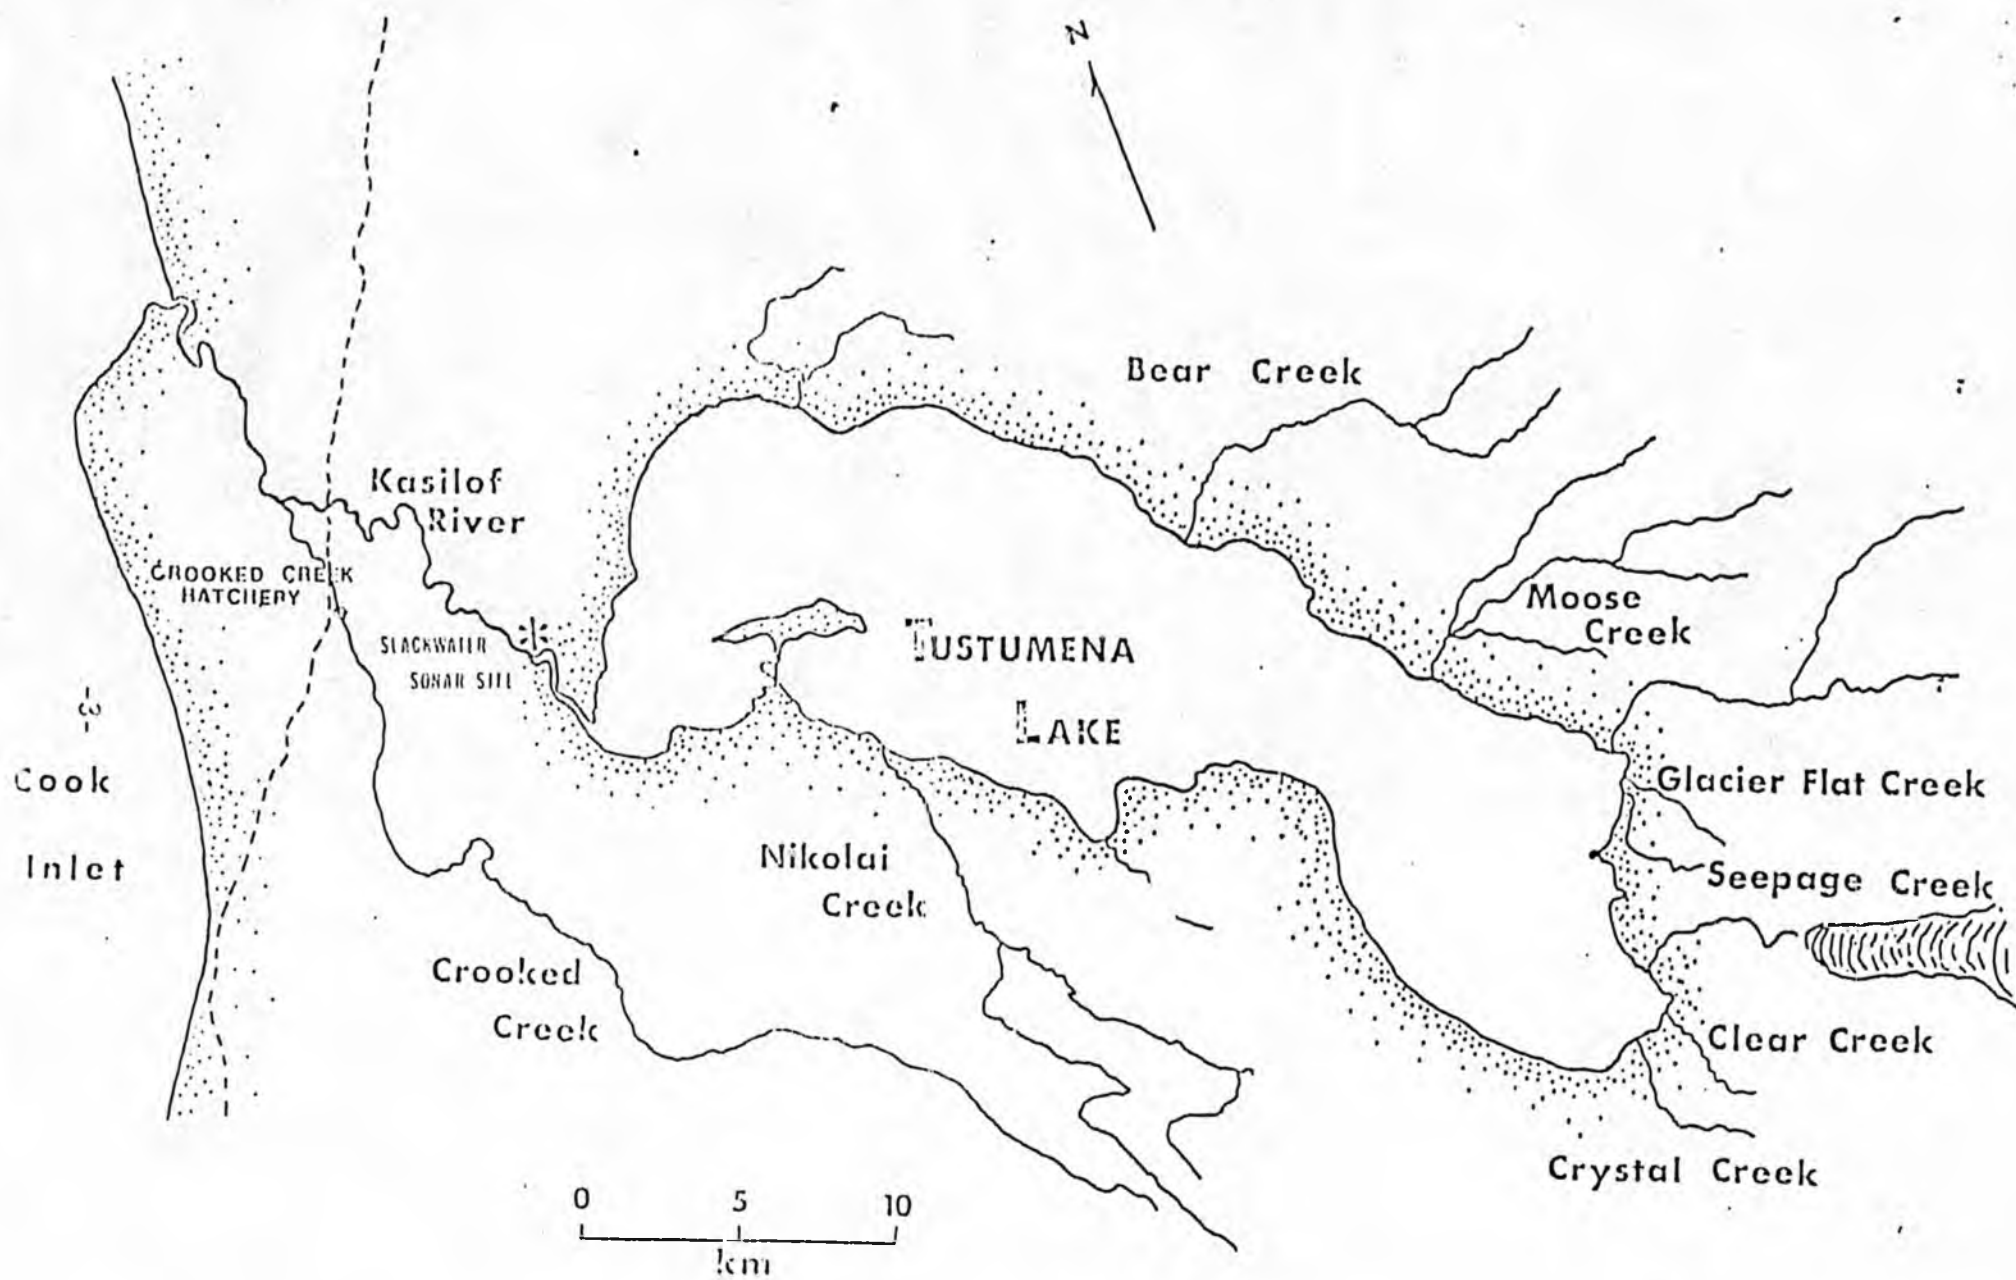 N
Bear Creek
Kasilof
River
CROOKED CREEK
HATCHERY
SLACKWATER
SONAR SITE
TUSTUMENA
LAKE
Moose
Creek
-3-
Cook
Inlet
Glacier Flat Creek
Nikolai
Creek
Seepage Creek
Crooked
Creek
Clear Creek
Crystal Creek
0 5 10
km